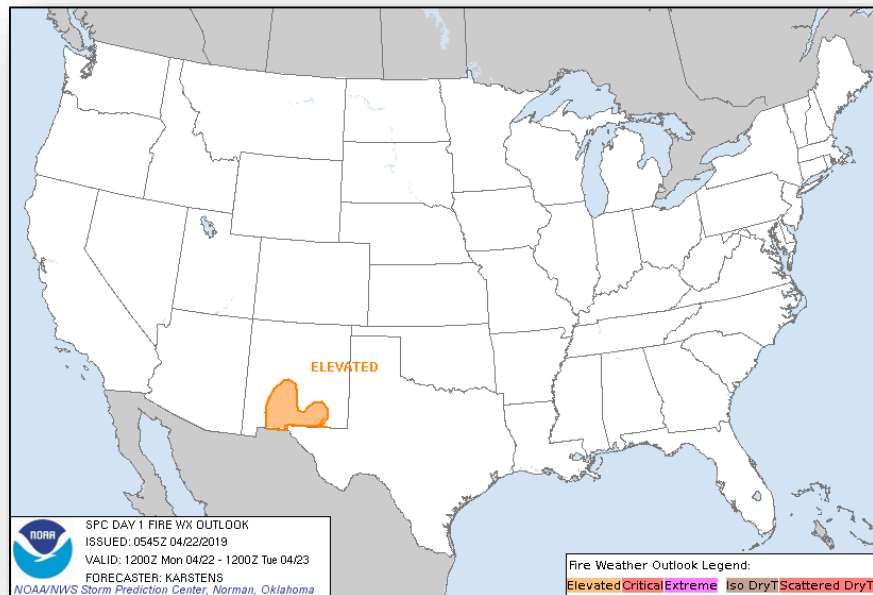 ELEVATED
NOAA
SPC DAY 1 FIRE WX OUTLOOK
ISSUED: 0545Z 04/22/2019
VALID: 1200Z Mon 04/22 - 1200Z Tue 04/23
FORECASTER: KARSTENS
NOAA/NWS Storm Prediction Center, Norman, Oklahoma
Fire Weather Outlook Legend:
Elevated Critical Extreme Iso DryT Scattered DryT